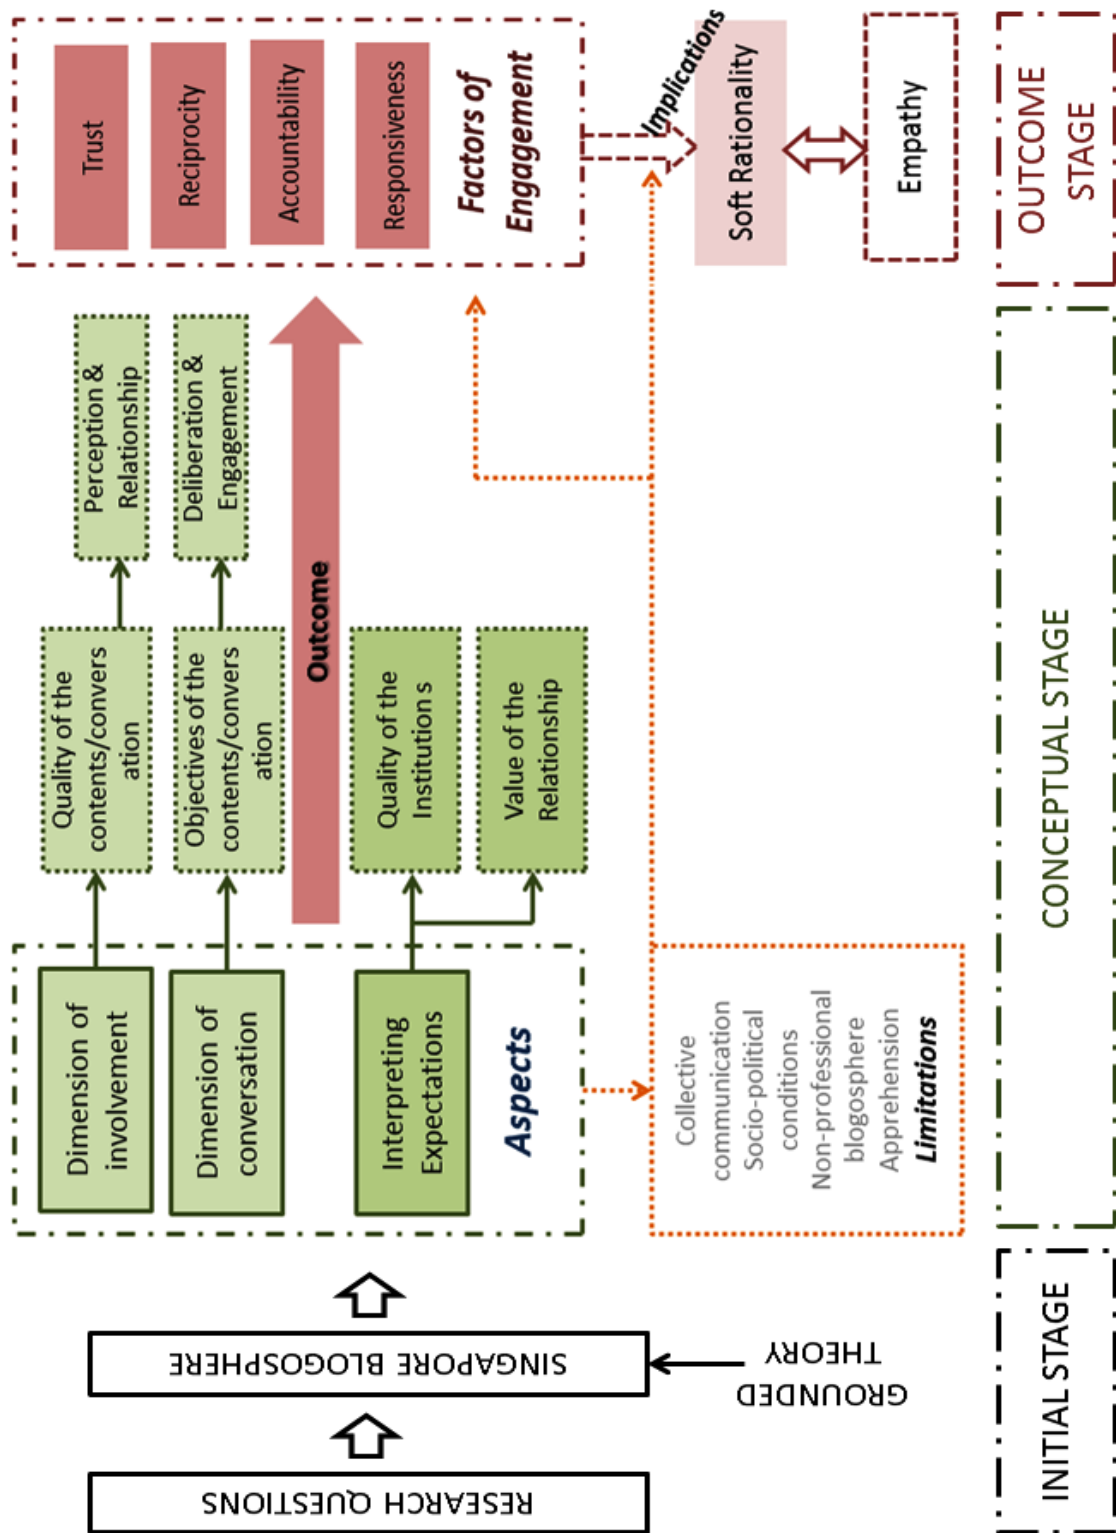 RESEARCH QUESTIONS
SINGAPORE BLOGOSPHERE
GROUNDED
THEORY
Dimension of
involvement
Dimension of
conversation
Interpreting
Expectations
Aspects
Quality of the
contents/convers
ation
Objectives of the
contents/convers
ation
Perception &
Relationship
Deliberation &
Engagement
Outcome
Quality of the
Institution s
Value of the
Relationship
Collective
communication
Socio-political
conditions
Non-professional
blogosphere
Apprehension
Limitations
Trust
Reciprocity
Accountability
Responsiveness
Factors of
Engagement
Implications
Soft Rationality
Empathy
INITIAL STAGE
CONCEPTUAL STAGE
OUTCOME
STAGE